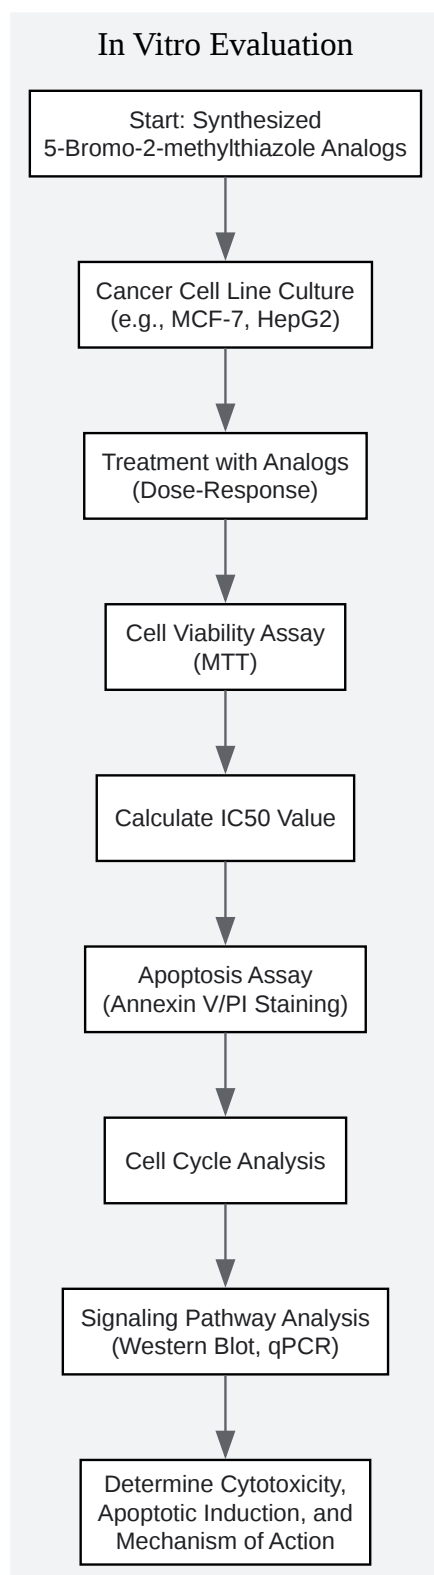 In Vitro Evaluation
Start: Synthesized
5-Bromo-2-methylthiazole Analogs
Cancer Cell Line Culture
(e.g., MCF-7, HepG2)
Treatment with Analogs
(Dose-Response)
Cell Viability Assay
(MTT)
Calculate IC50 Value
Apoptosis Assay
(Annexin V/PI Staining)
Cell Cycle Analysis
Signaling Pathway Analysis
(Western Blot, qPCR)
Determine Cytotoxicity,
Apoptotic Induction, and
Mechanism of Action